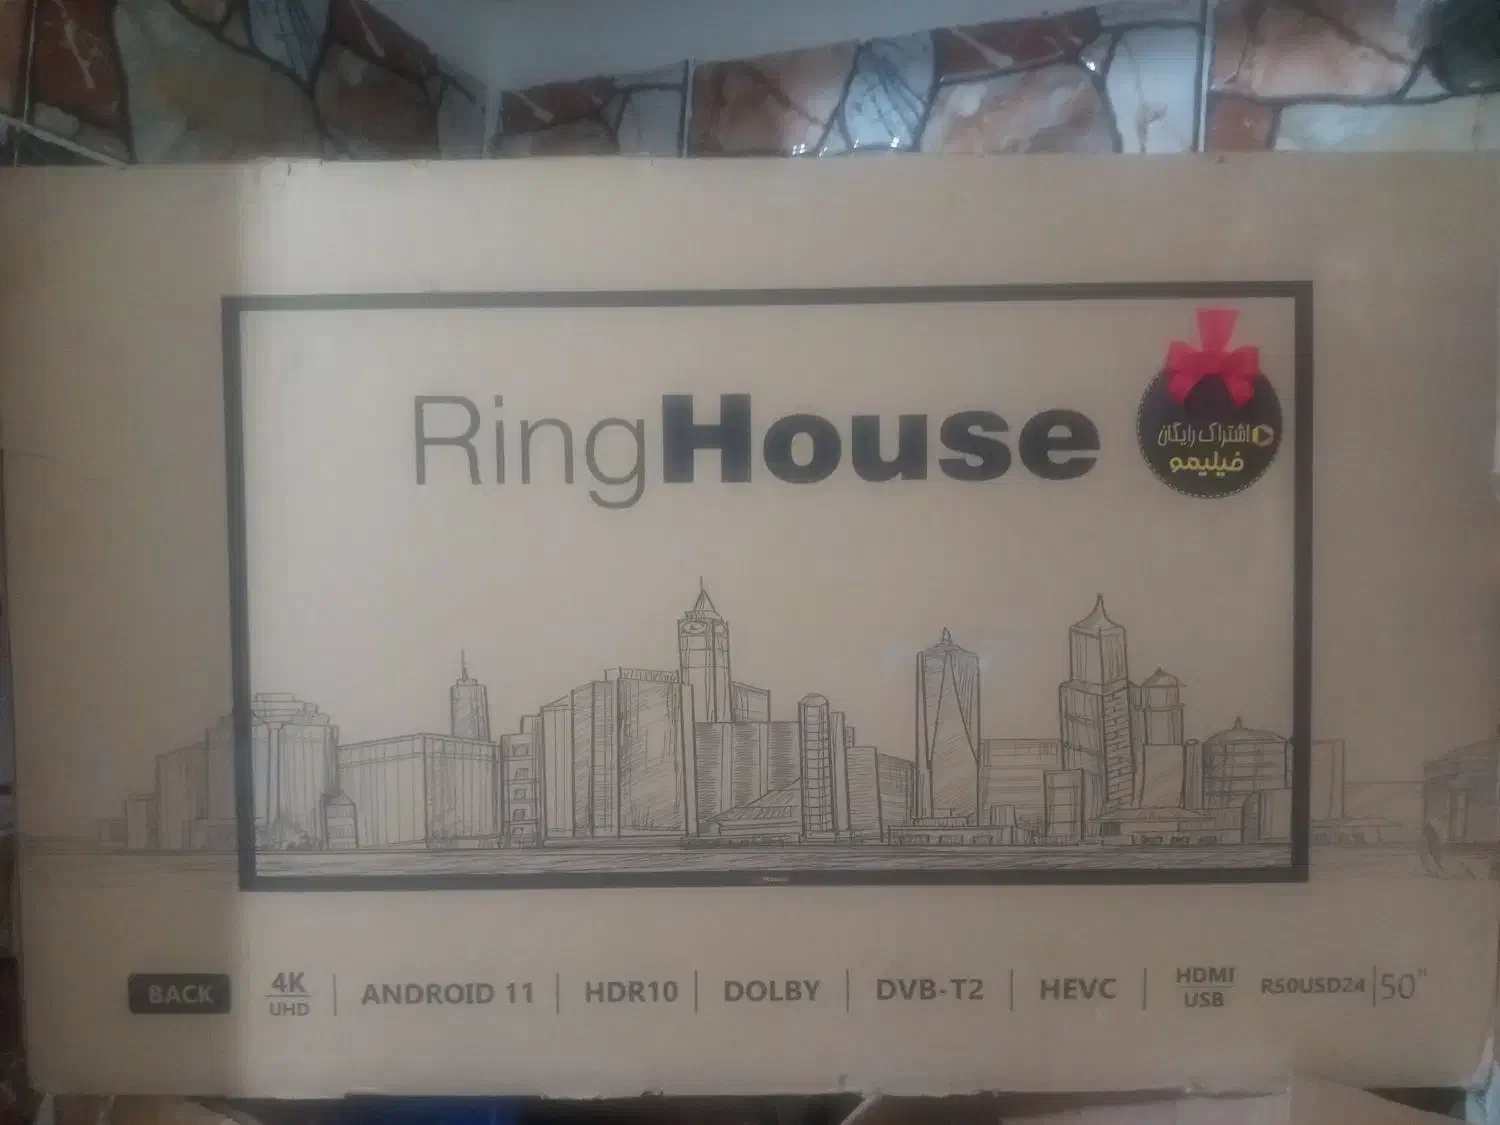 RingHouse
اشتراک رایگان
فیلیمو
BACK
4K
UHD
ANDROID 11
HDR10
DOLBY
DVB-T2
HEVC
HDMI
USB
R50USD24
50"